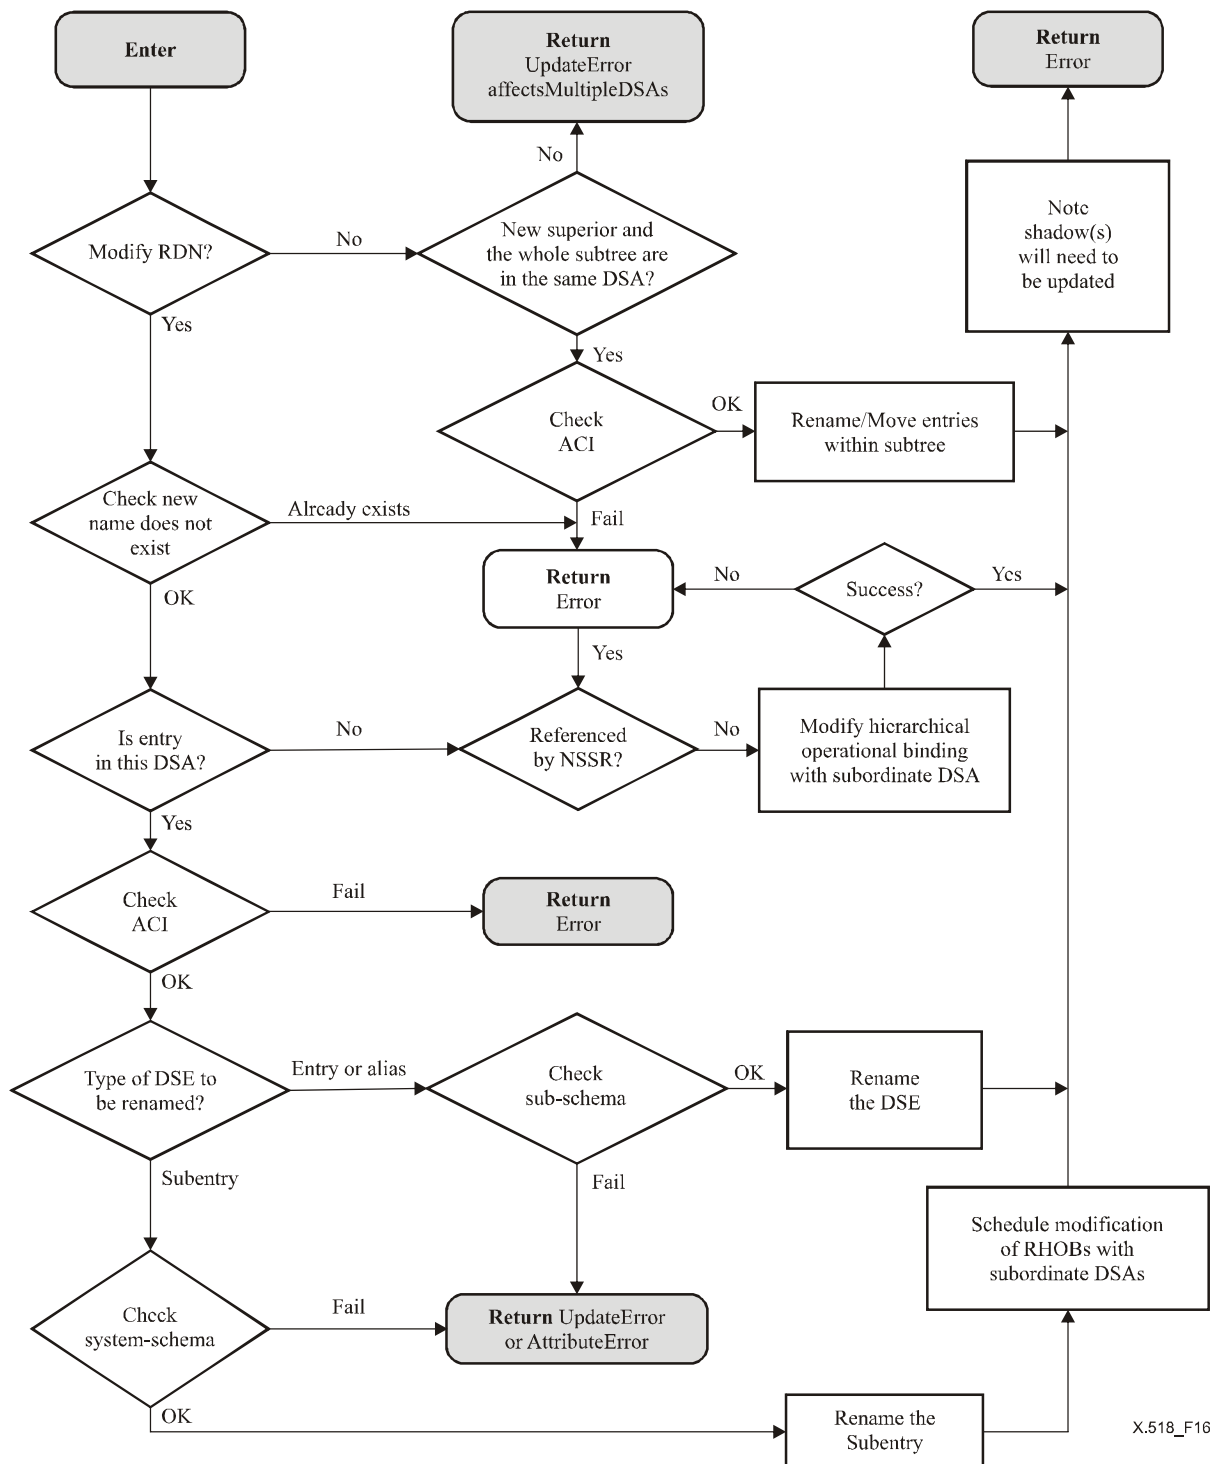 Enter
Return
UpdateError
affectsMultipleDSAs
Return
Error
No
Modify RDN?
No
New superior and
the whole subtree are
in the same DSA?
Note
shadow(s)
will need to
be updated
Yes
Yes
Check
ACI
OK
Rename/Move entries
within subtree
Check new
name does not
exist
Already exists
Fail
Return
Error
No
Success?
Yes
OK
Yes
Is entry
in this DSA?
No
Referenced
by NSSR?
No
Modify hierarchical
operational binding
with subordinate DSA
Yes
Check
ACI
Fail
Return
Error
OK
Type of DSE to
be renamed?
Entry or alias
Check
sub-schema
OK
Rename
the DSE
Subentry
Fail
Schedule modification
of RHOBs with
subordinate DSAs
Check
system-schema
Fail
Return UpdateError
or AttributeError
OK
Rename the
Subentry
X.518_F16